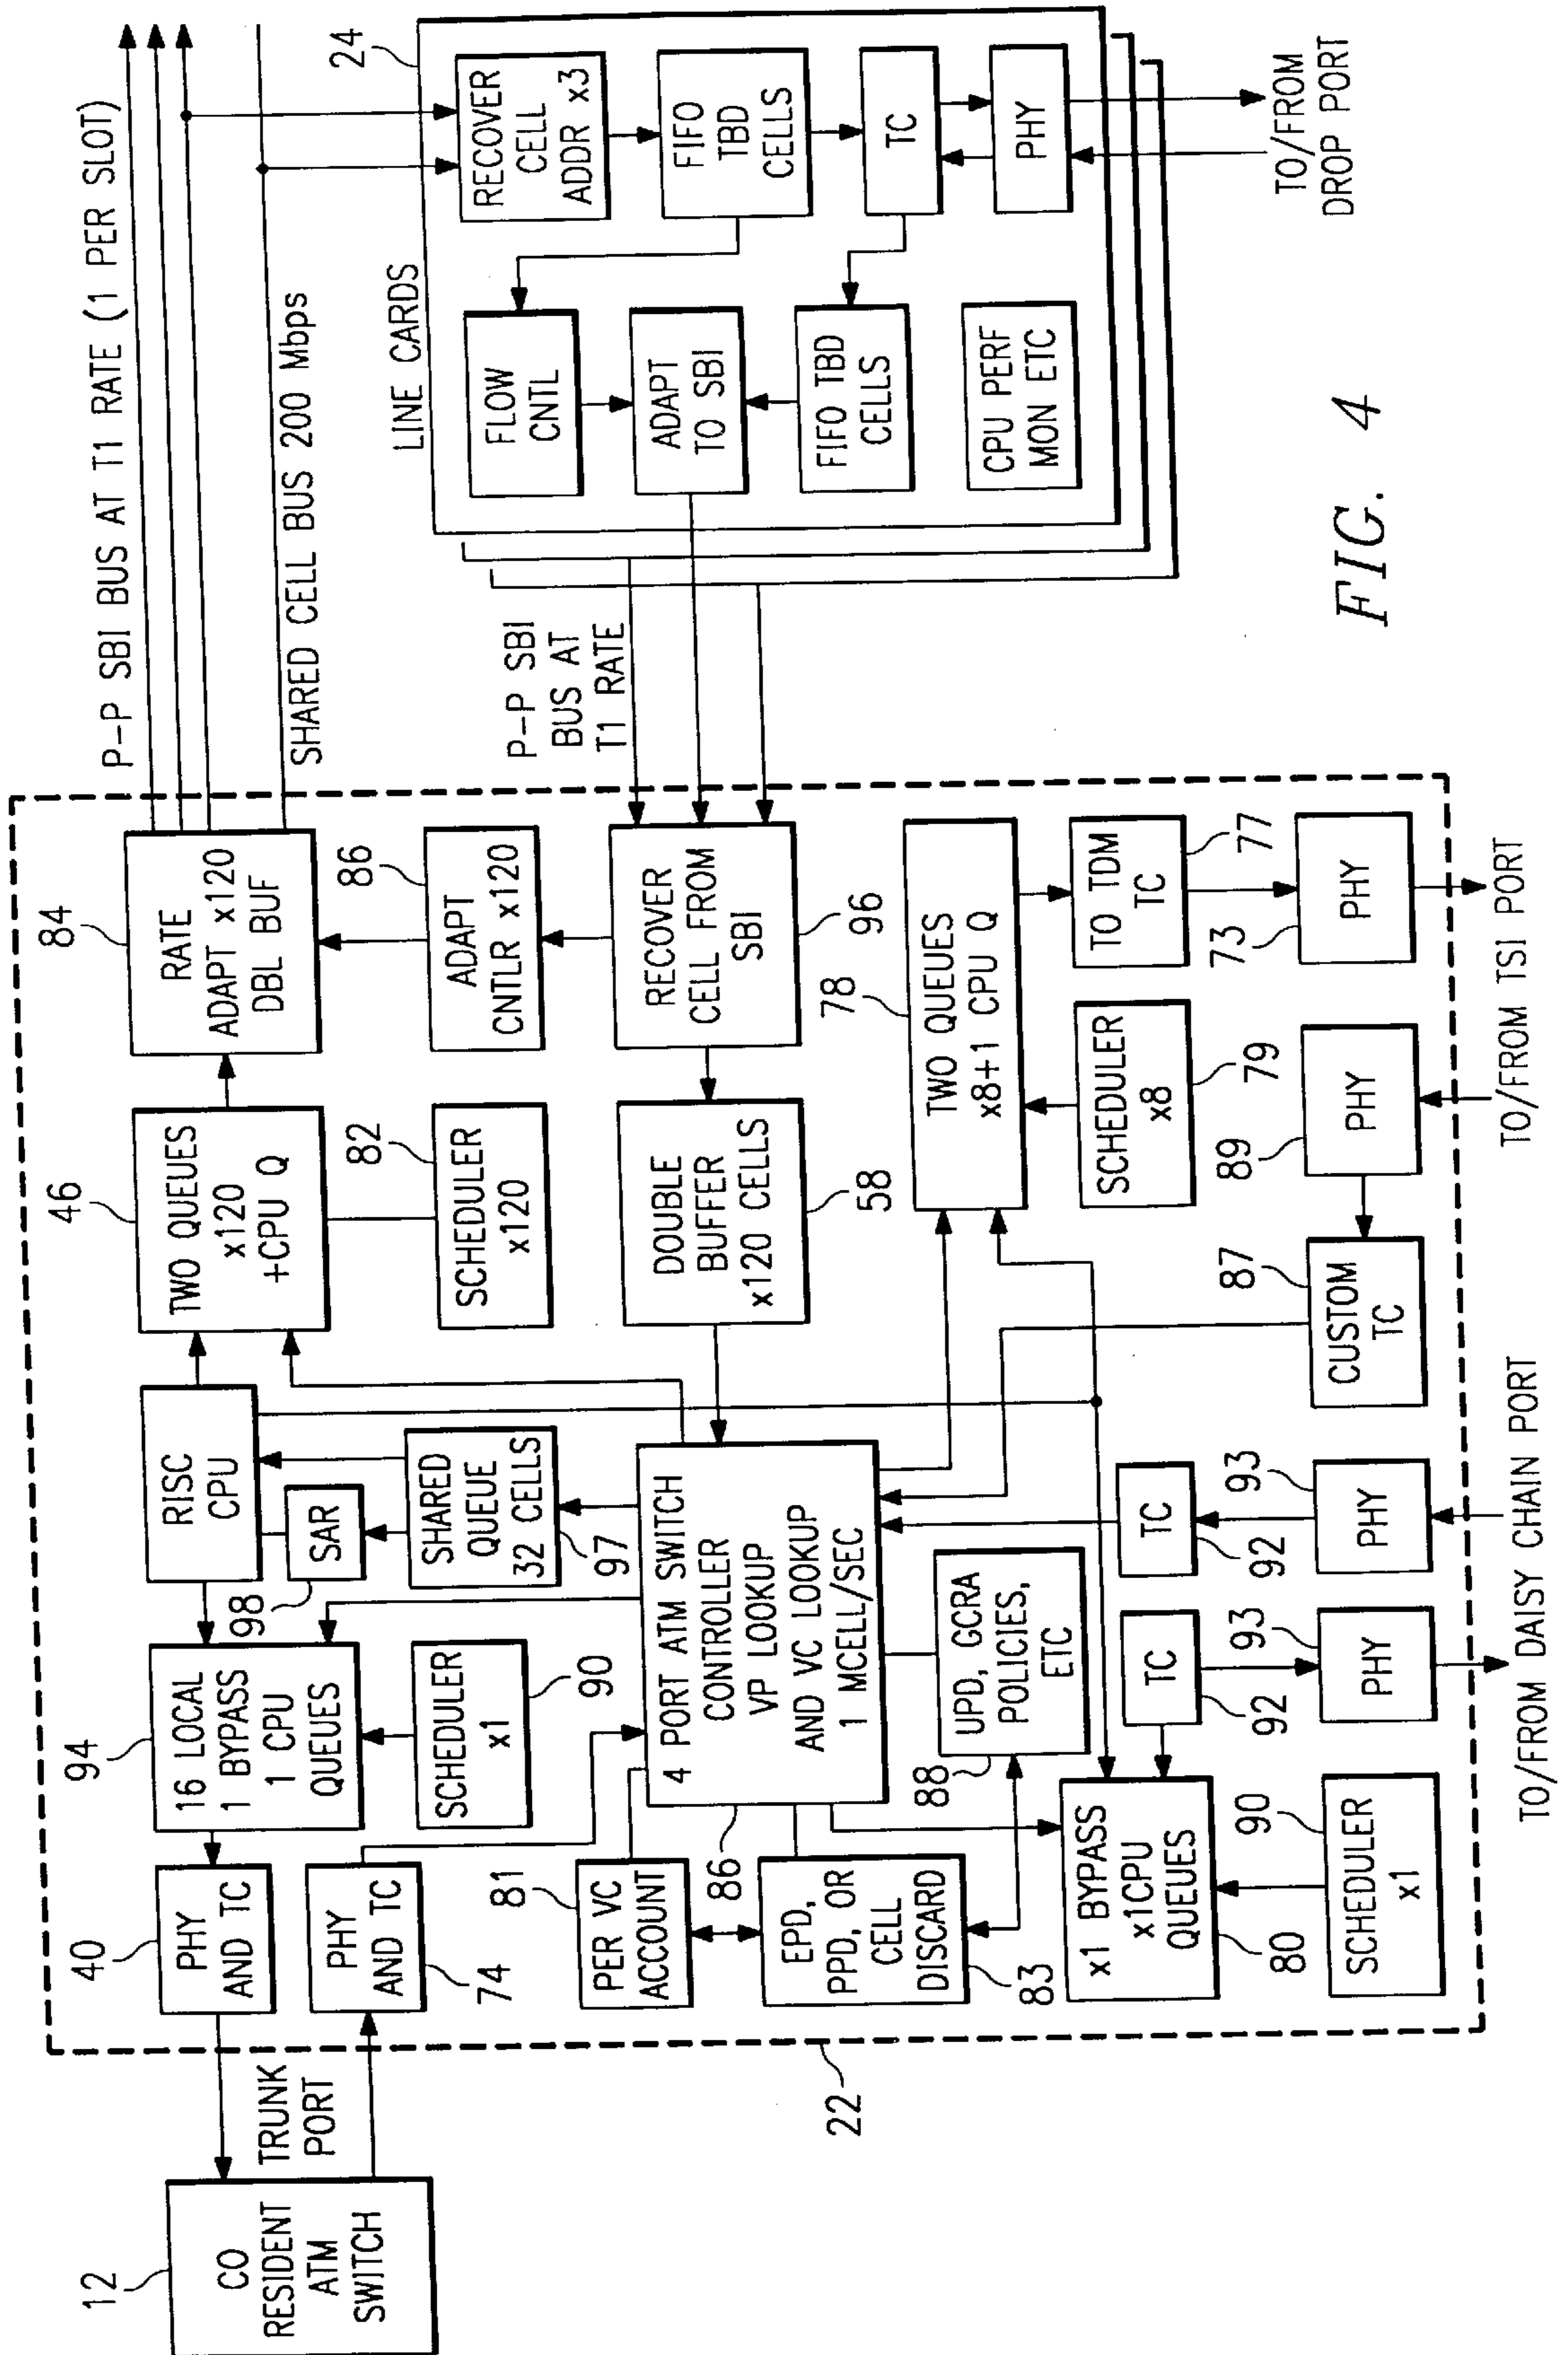 P-P SBI BUS AT T1 RATE (1 PER SLOT)
SHARED CELL BUS 200 Mbps
12
CO
RESIDENT
ATM
SWITCH
TRUNK
PORT
22
40
PHY
AND TC
PHY
AND TC
74
94
16 LOCAL
1 BYPASS
1 CPU
QUEUES
SCHEDULER
x1
90
RISC
CPU
SAR
98
SHARED
QUEUE
32 CELLS
97
46
TWO QUEUES
x120
+CPU Q
82
SCHEDULER
x120
84
RATE
ADAPT x120
DBL BUF
86
ADAPT
CNTLR x120
RECOVER
CELL FROM
SBI
96
DOUBLE
BUFFER
x120 CELLS
58
4 PORT ATM SWITCH
CONTROLLER
VP LOOKUP
AND VC LOOKUP
1 MCELL/SEC
86
81
PER VC
ACCOUNT
EPD,
PPD, OR
CELL
DISCARD
83
88
UPD, GCRA
POLICIES,
ETC
x1 BYPASS
x1CPU
QUEUES
80
90
SCHEDULER
x1
TC
92
93
PHY
TC
92
93
PHY
TO/FROM DAISY CHAIN PORT
87
CUSTOM
TC
89
PHY
78
TWO QUEUES
x8+1 CPU Q
SCHEDULER
x8
79
TO TDM
TC
77
73
PHY
TO/FROM TSI PORT
P-P SBI
BUS AT
T1 RATE
LINE CARDS
24
RECOVER
CELL
ADDR x3
FIFO
TBD
CELLS
TC
PHY
FLOW
CNTL
ADAPT
TO SBI
FIFO TBD
CELLS
CPU PERF
MON ETC
TO/FROM
DROP PORT
FIG. 4